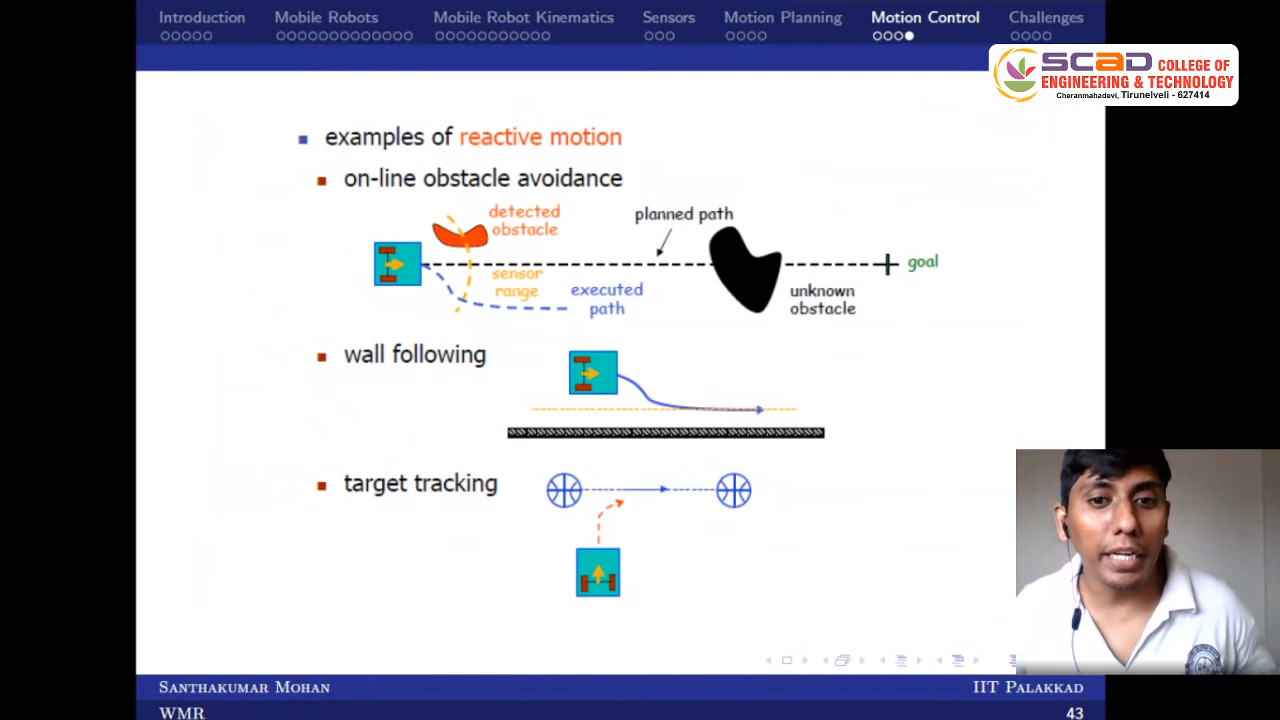 Introduction Mobile Robots Mobile Robot Kinematics Sensors Motion Planning Motion Control Challenges
SCAD COLLEGE OF
ENGINEERING & TECHNOLOGY
Cheranmahadevi, Tirunelveli - 627414
examples of reactive motion
on-line obstacle avoidance
detected
obstacle
planned path
goal
sensor
range
executed
path
unknown
obstacle
wall following
target tracking
SANTHAKUMAR MOHAN IIT PALAKKAD
WMR 43